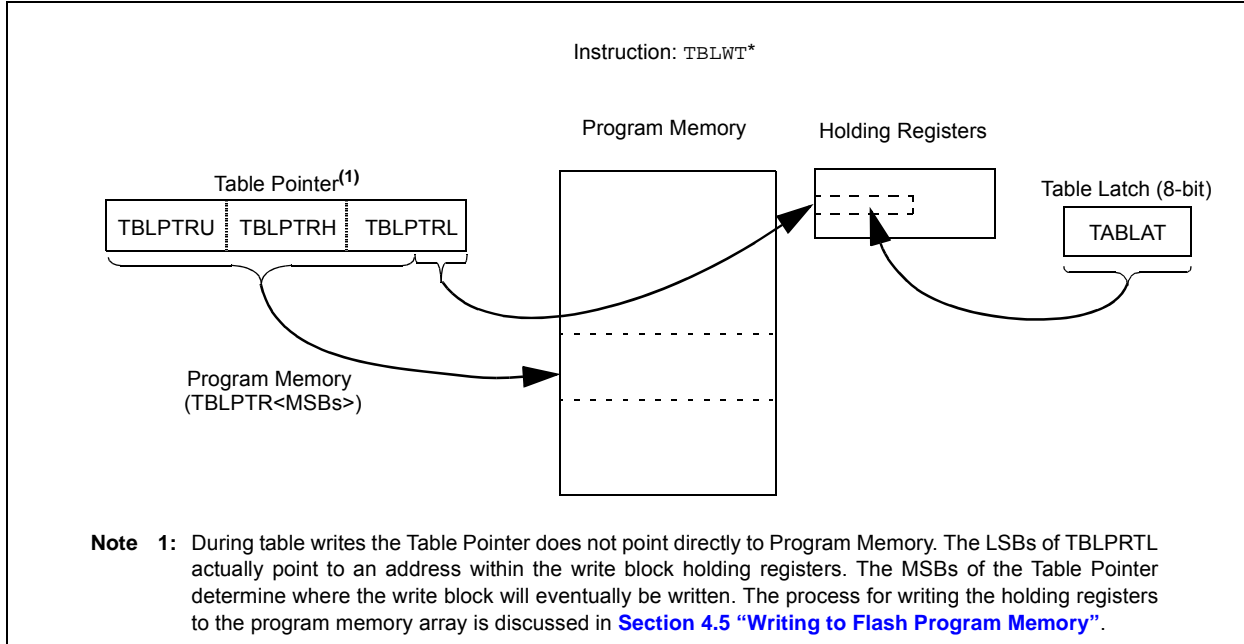 Instruction: TBLWT*
Program Memory
Holding Registers
Table Pointer(1)
Table Latch (8-bit)
TBLPTRU
TBLPTRH
TBLPTRL
TABLAT
Program Memory
(TBLPTR<MSBs>)
Note 1: During table writes the Table Pointer does not point directly to Program Memory. The LSBs of TBLPRTL
actually point to an address within the write block holding registers. The MSBs of the Table Pointer
determine where the write block will eventually be written. The process for writing the holding registers
to the program memory array is discussed in Section 4.5 “Writing to Flash Program Memory”.